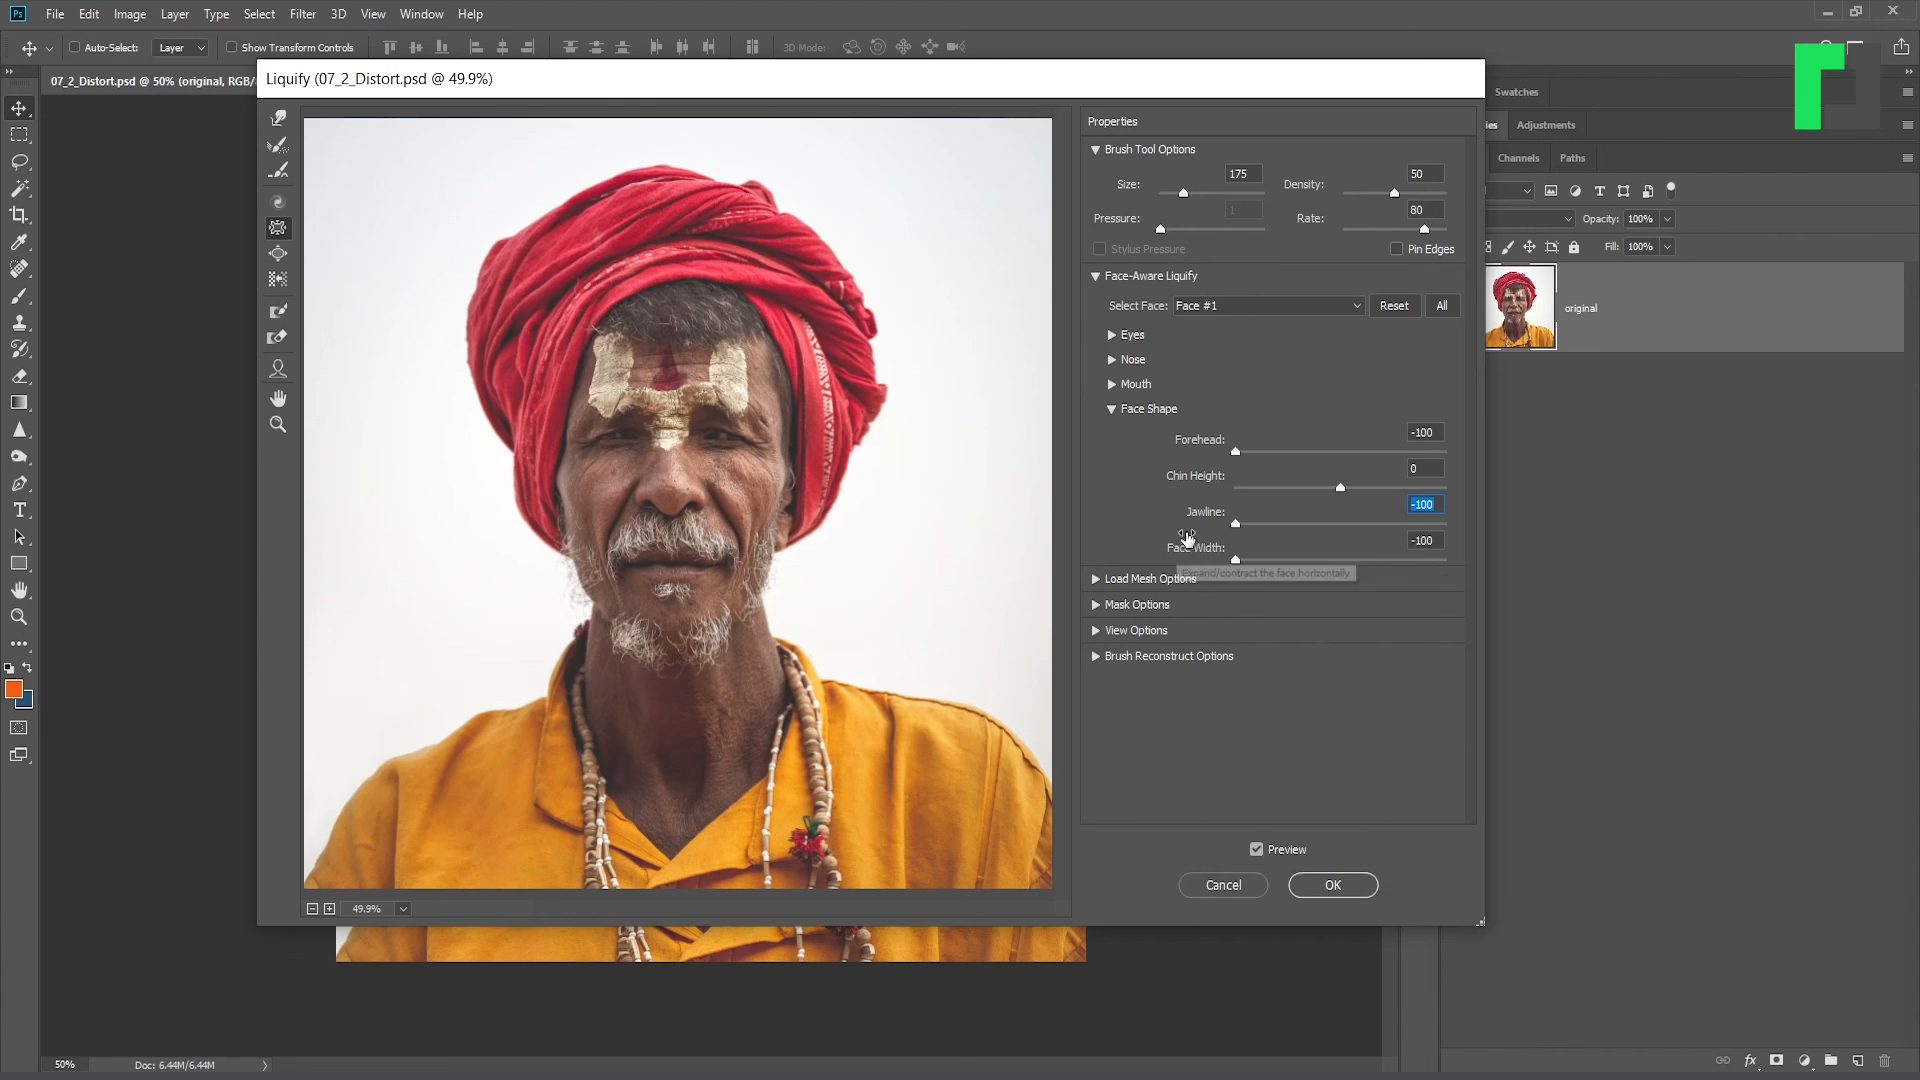 Ps File Edit Image Layer Type Select Filter 3D View Window Help
Auto-Select: Layer Show Transform Controls 3D Mode:
07_2_Distort.psd @ 50% (original, RGB/
Liquify (07_2_Distort.psd @ 49.9%)
Swatches
Properties
ies Adjustments
Channels Paths
Brush Tool Options
Size: 175 Density: 50
Pressure: 1 Rate: 80
Stylus Pressure Pin Edges
Opacity: 100%
Fill: 100%
Face-Aware Liquify
Select Face: Face #1 Reset All
original
Eyes
Nose
Mouth
Face Shape
Forehead: -100
Chin Height: 0
Jawline: -100
Face Width: -100
Expand/contract the face horizontally
Load Mesh Options
Mask Options
View Options
Brush Reconstruct Options
Preview
Cancel OK
49.9%
50% Doc: 6.44M/6.44M
fx